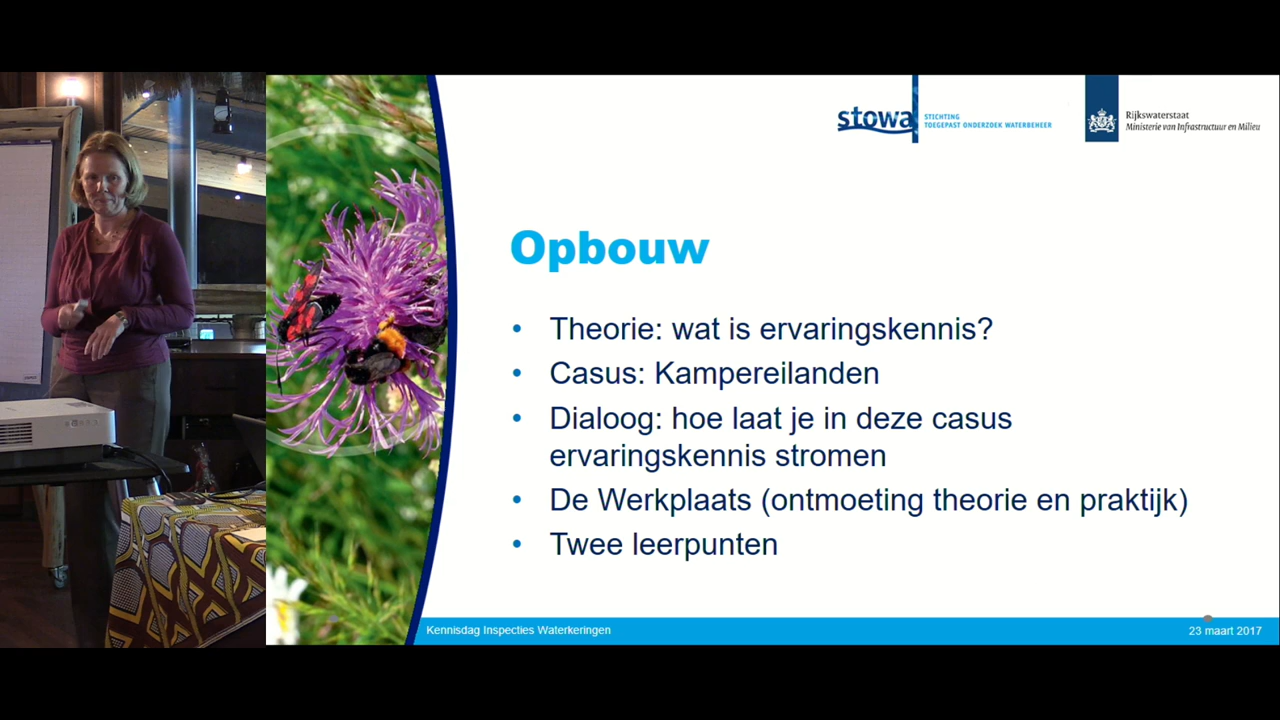 stowa
STICHTING
TOEGEPAST ONDERZOEK WATERBEHEER
Rijkswaterstaat
Ministerie van Infrastructuur en Milieu
Opbouw
• Theorie: wat is ervaringskennis?
• Casus: Kampereilanden
• Dialoog: hoe laat je in deze casus
ervaringskennis stromen
• De Werkplaats (ontmoeting theorie en praktijk)
• Twee leerpunten
Kennisdag Inspecties Waterkeringen
23 maart 2017